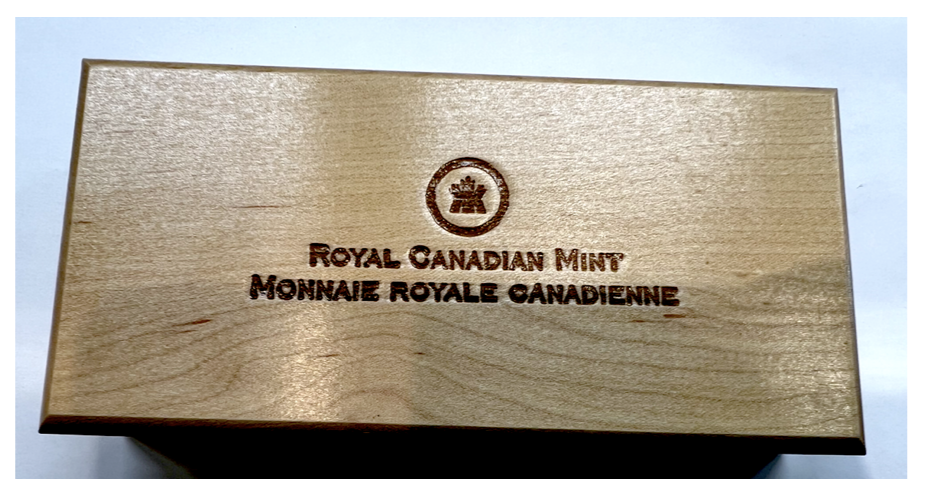 ROYAL CANADIAN MINT
MONNAIE ROYALE CANADIENNE